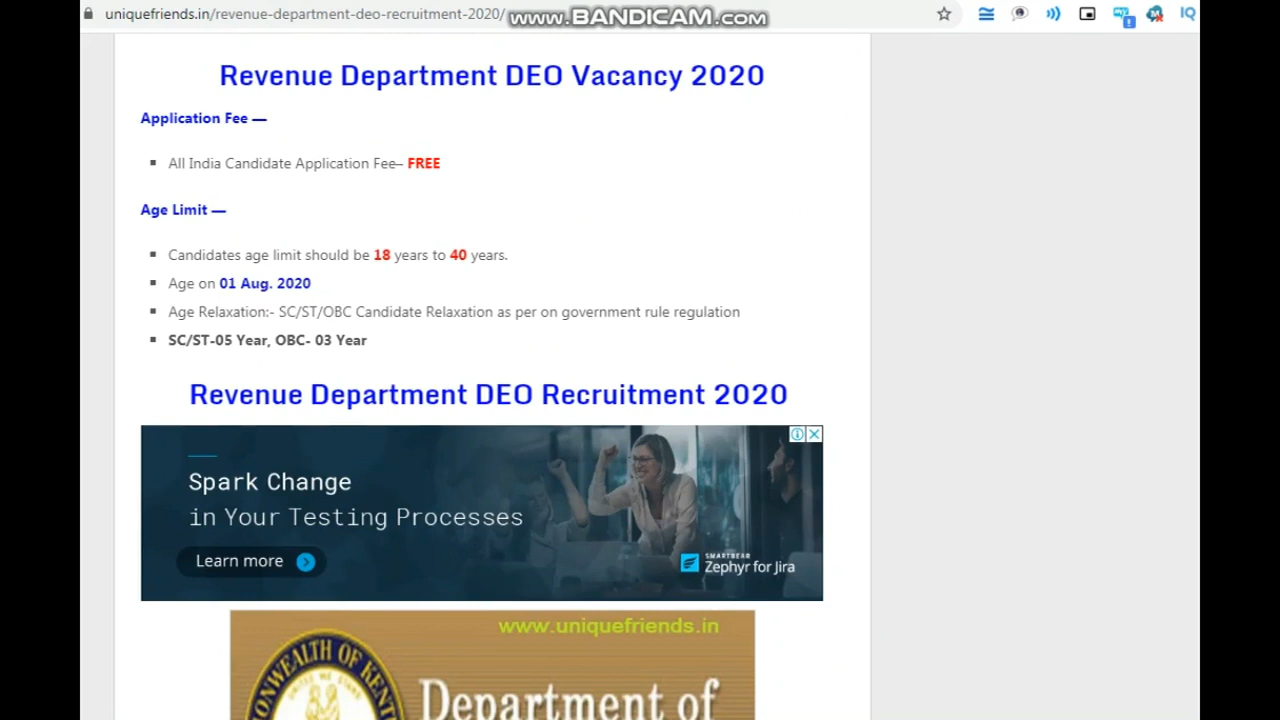 uniquefriends.in/revenue-department-deo-recruitment-2020/
www.BANDICAM.com
Revenue Department DEO Vacancy 2020
Application Fee —
All India Candidate Application Fee– FREE
Age Limit —
Candidates age limit should be 18 years to 40 years.
Age on 01 Aug. 2020
Age Relaxation:- SC/ST/OBC Candidate Relaxation as per on government rule regulation
SC/ST-05 Year, OBC- 03 Year
Revenue Department DEO Recruitment 2020
Spark Change
in Your Testing Processes
Learn more
SMARTBEAR
Zephyr for Jira
www.uniquefriends.in
Department of